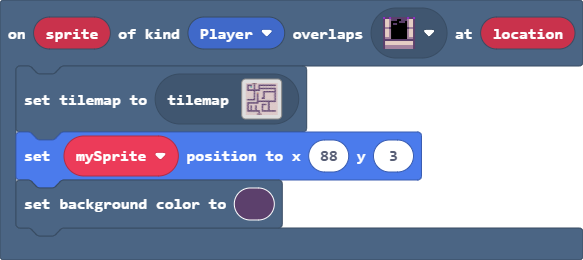 on sprite of kind Player overlaps at location
set tilemap to tilemap
set mySprite position to x 88 y 3
set background color to